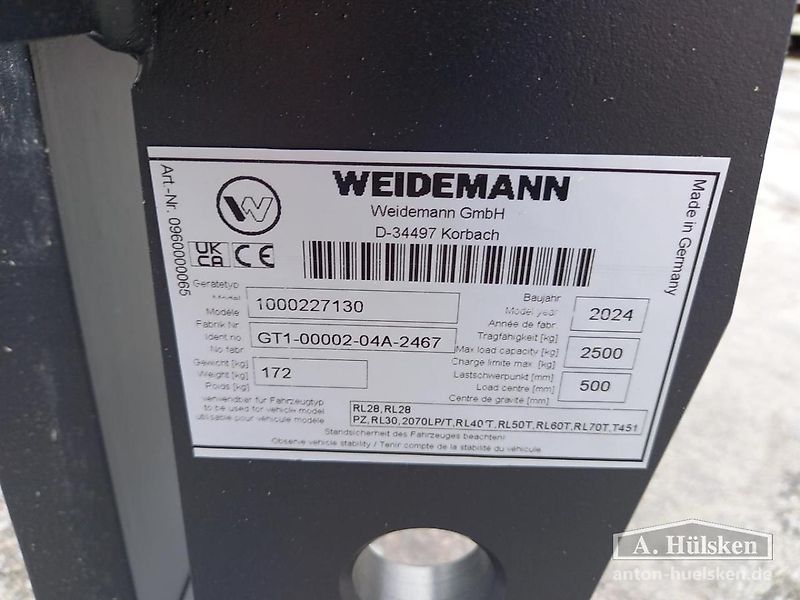 WEIDEMANN
Weidemann GmbH
D-34497 Korbach
W
UK
CA CE
Art.-Nr. 0960000065
Made in Germany
Gerätetyp
Model
Modéle
1000227130
Fabrik Nr.
Ident no
No fabr.
GT1-00002-04A-2467
Gewicht [kg]
Weight [kg]
Poids [kg]
172
Baujahr
Model year
Année de fabr.
2024
Tragfähigkeit [kg]
Max load capacity [kg]
Charge limite max [kg]
2500
Lastschwerpunkt [mm]
Load centre [mm]
Centre de gravite [mm]
500
verwendbar für Fahrzeugtyp
to be used for vehicle model
utilisable pour véhicule modéle
RL28,RL28
PZ,RL30,2070LP/T,RL40*T,RL50T,RL60T,RL70T,T451
Standsicherheit des Fahrzeuges beachten!
Observe vehicle stability / Tenir compte de la stabilité du vehicule
A. Hülsken
anton-huelsken.de